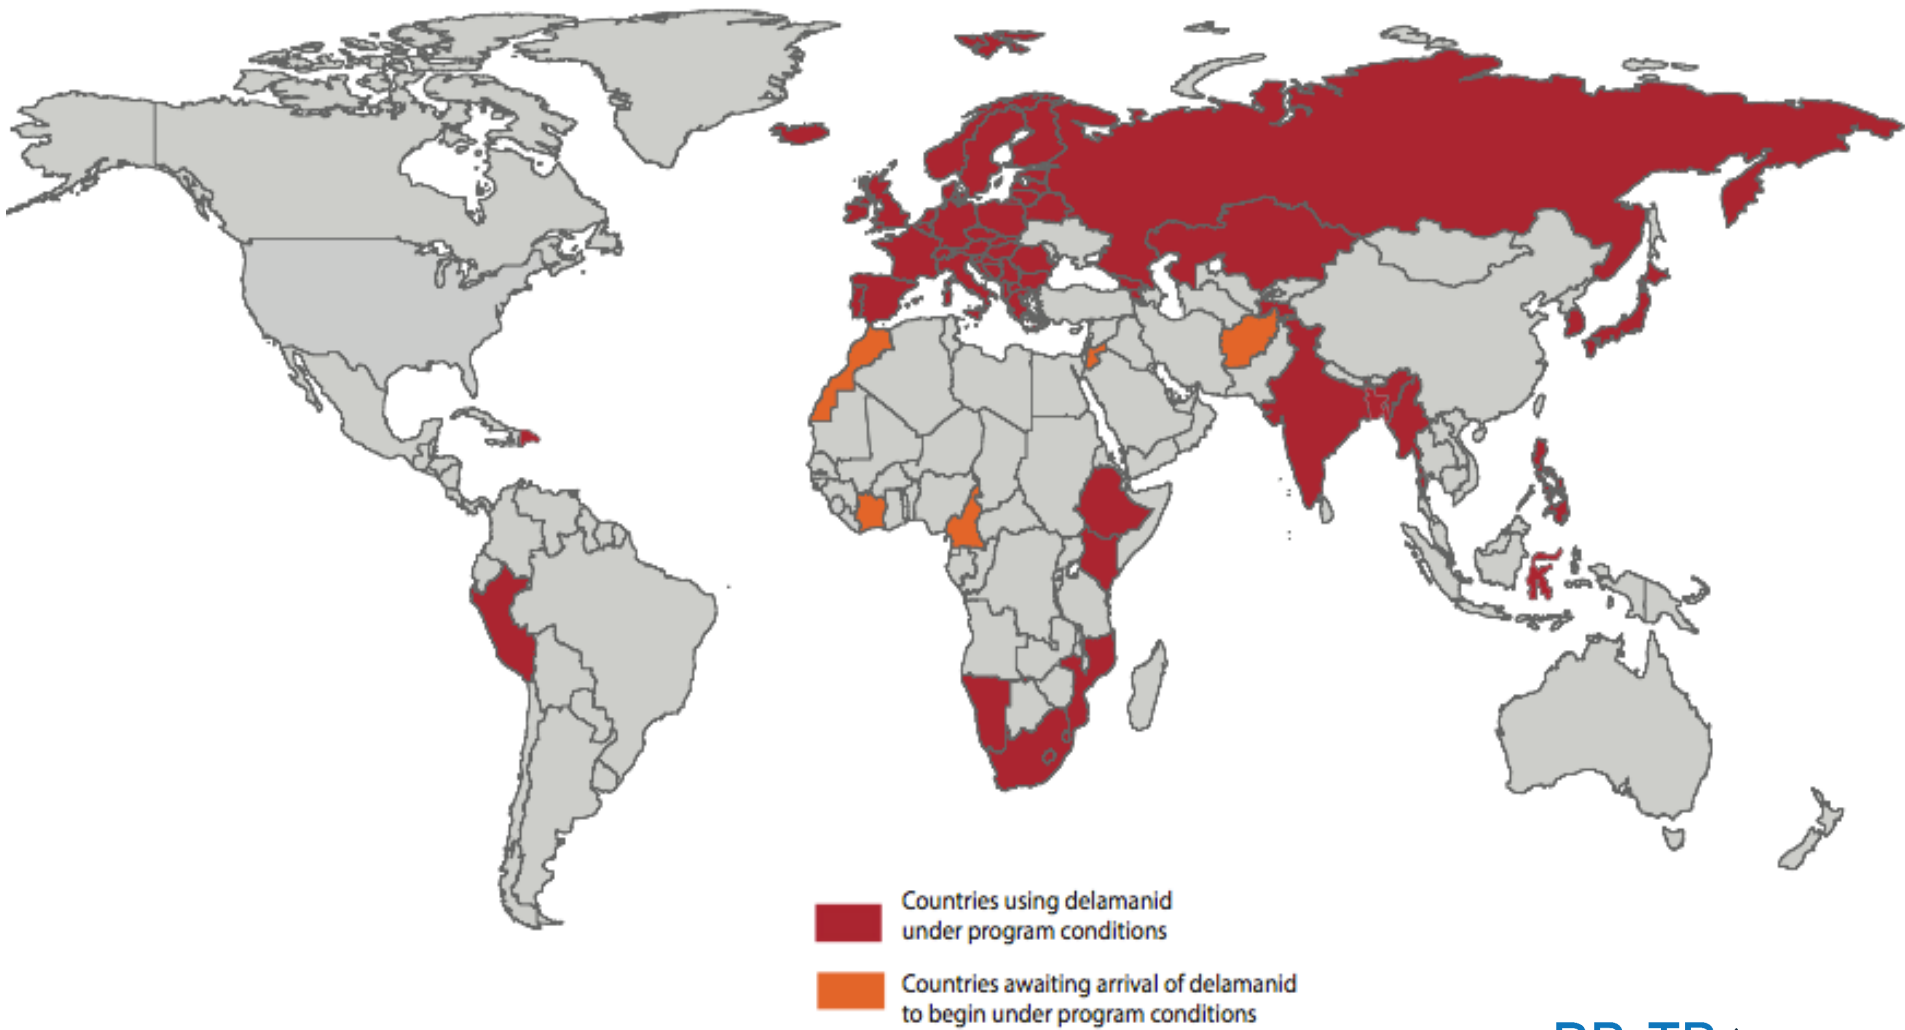 Countries using delamanid
under program conditions
Countries awaiting arrival of delamanid
to begin under program conditions